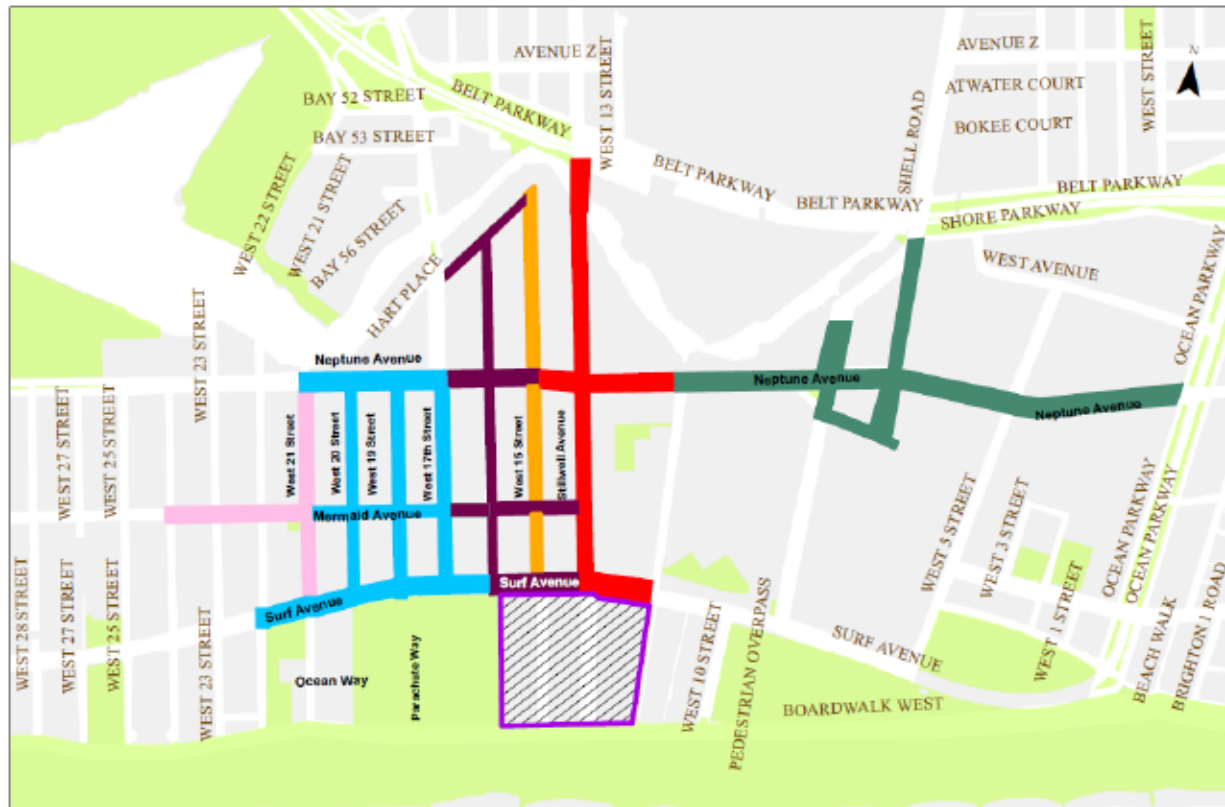 AVENUE Z
AVENUE Z
N
WEST STREET
BELT PARKWAY
WEST 13 STREET
ATWATER COURT
BAY 52 STREET
BOKEE COURT
BAY 53 STREET
SHELL ROAD
BELT PARKWAY
BELT PARKWAY
BELT PARKWAY
SHORE PARKWAY
WEST 22 STREET
WEST 21 STREET
BAY 56 STREET
WEST AVENUE
OCEAN PARKWAY
HART PLACE
WEST 23 STREET
Neptune Avenue
Neptune Avenue
Neptune Avenue
WEST 27 STREET
WEST 25 STREET
West 21 Street
West 20 Street
West 19 Street
West 17th Street
West 15 Street
Stillwell Avenue
Mermaid Avenue
OCEAN PARKWAY
OCEAN PARKWAY
WEST 5 STREET
WEST 3 STREET
WEST 1 STREET
Surf Avenue
Surf Avenue
WEST 28 STREET
WEST 27 STREET
WEST 25 STREET
WEST 23 STREET
Ocean Way
Parachute Way
WEST 10 STREET
PEDESTRIAN OVERPASS
SURF AVENUE
BEACH WALK
BRIGHTON 1 ROAD
BOARDWALK WEST